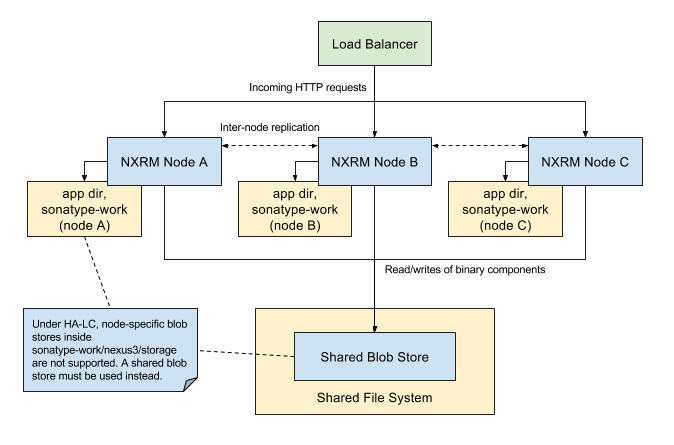 Load Balancer
Incoming HTTP requests
Inter-node replication
NXRM Node A
NXRM Node B
NXRM Node C
app dir,
sonatype-work
(node A)
app dir,
sonatype-work
(node B)
app dir,
sonatype-work
(node C)
Read/writes of binary components
Under HA-LC, node-specific blob
stores inside
sonatype-work/nexus3/storage
are not supported. A shared blob
store must be used instead.
Shared Blob Store
Shared File System